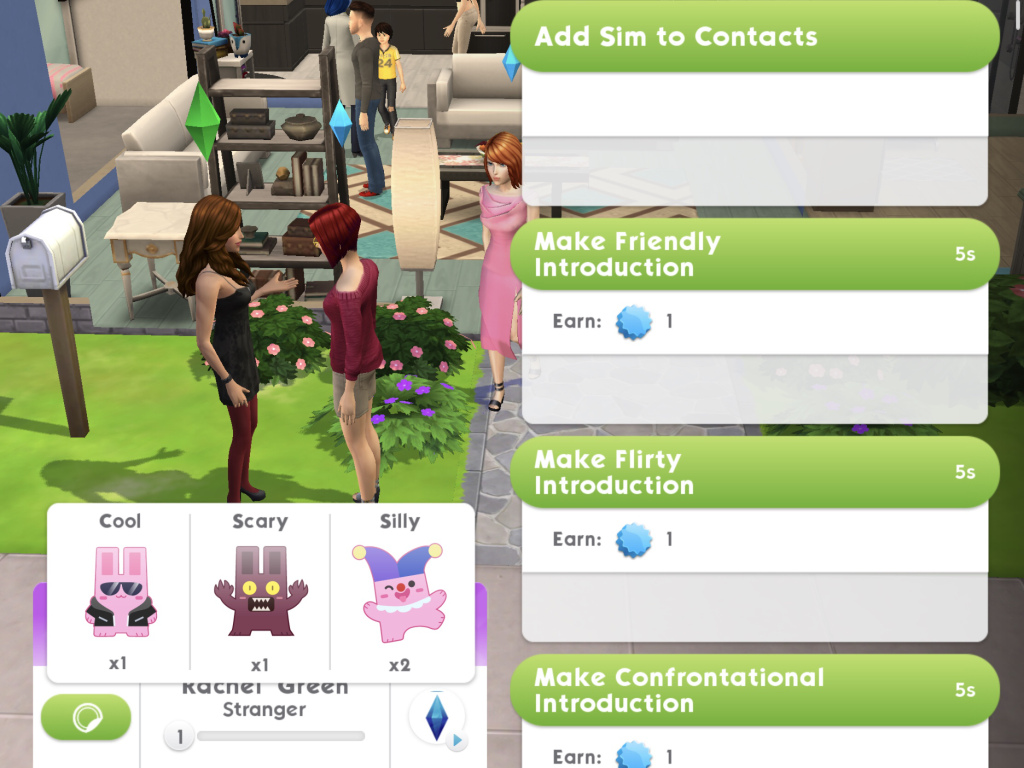 Add Sim to Contacts
24
Make Friendly
Introduction
5s
Earn: 1
Make Flirty
Introduction
5s
Earn: 1
Make Confrontational
Introduction
5s
Earn: 1
Cool
Scary
Silly
x1
x1
x2
Rachel Green
Stranger
1